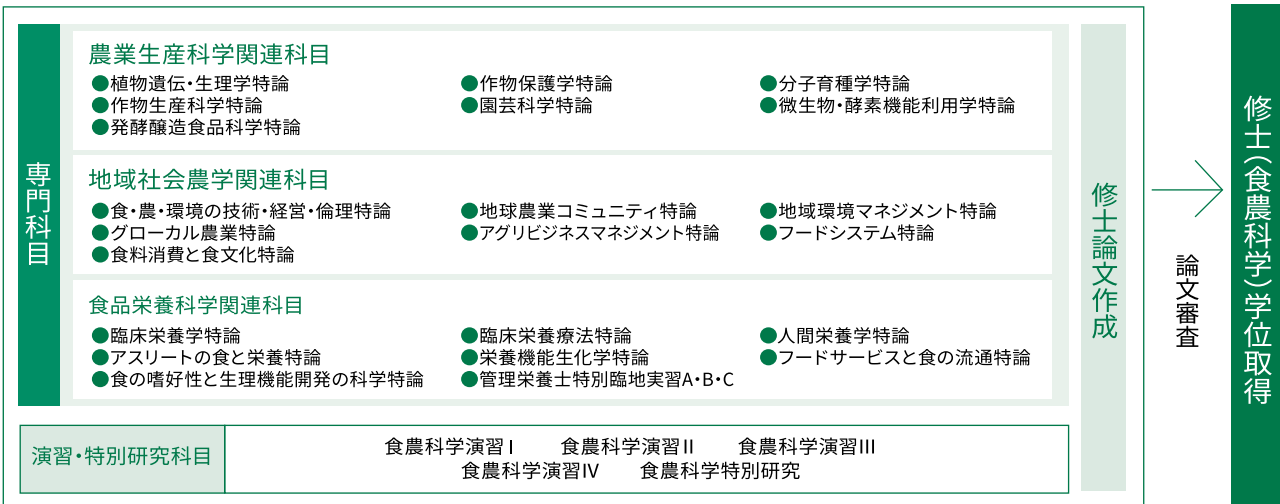 専門科目
農業生産科学関連科目
●植物遺伝・生理学特論 ●作物保護学特論 ●分子育種学特論
●作物生産科学特論 ●園芸科学特論 ●微生物・酵素機能利用学特論
●発酵醸造食品科学特論
地域社会農学関連科目
●食・農・環境の技術・経営・倫理特論 ●地球農業コミュニティ特論 ●地域環境マネジメント特論
●グローカル農業特論 ●アグリビジネスマネジメント特論 ●フードシステム特論
●食料消費と食文化特論
食品栄養科学関連科目
●臨床栄養学特論 ●臨床栄養療法特論 ●人間栄養学特論
●アスリートの食と栄養特論 ●栄養機能生化学特論 ●フードサービスと食の流通特論
●食の嗜好性と生理機能開発の科学特論 ●管理栄養士特別臨地実習A・B・C
演習・特別研究科目
食農科学演習Ⅰ 食農科学演習Ⅱ 食農科学演習Ⅲ
食農科学演習Ⅳ 食農科学特別研究
修士論文作成
論文審査
修士（食農科学）学位取得